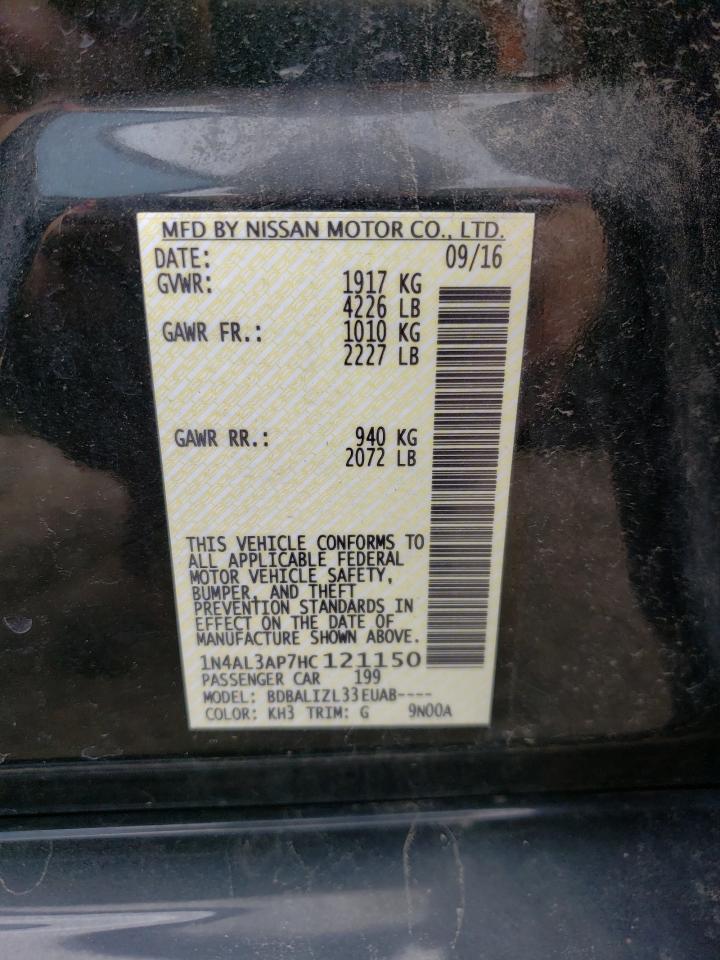 MFD BY NISSAN MOTOR CO., LTD.
DATE: 09/16
GVWR: 1917 KG
4226 LB
GAWR FR.: 1010 KG
2227 LB
GAWR RR.: 940 KG
2072 LB
THIS VEHICLE CONFORMS TO
ALL APPLICABLE FEDERAL
MOTOR VEHICLE SAFETY,
BUMPER, AND THEFT
PREVENTION STANDARDS IN
EFFECT ON THE DATE OF
MANUFACTURE SHOWN ABOVE.
1N4AL3AP7HC121150
PASSENGER CAR 199
MODEL: BDBALIZL33EUAB----
COLOR: KH3 TRIM: G 9N00A